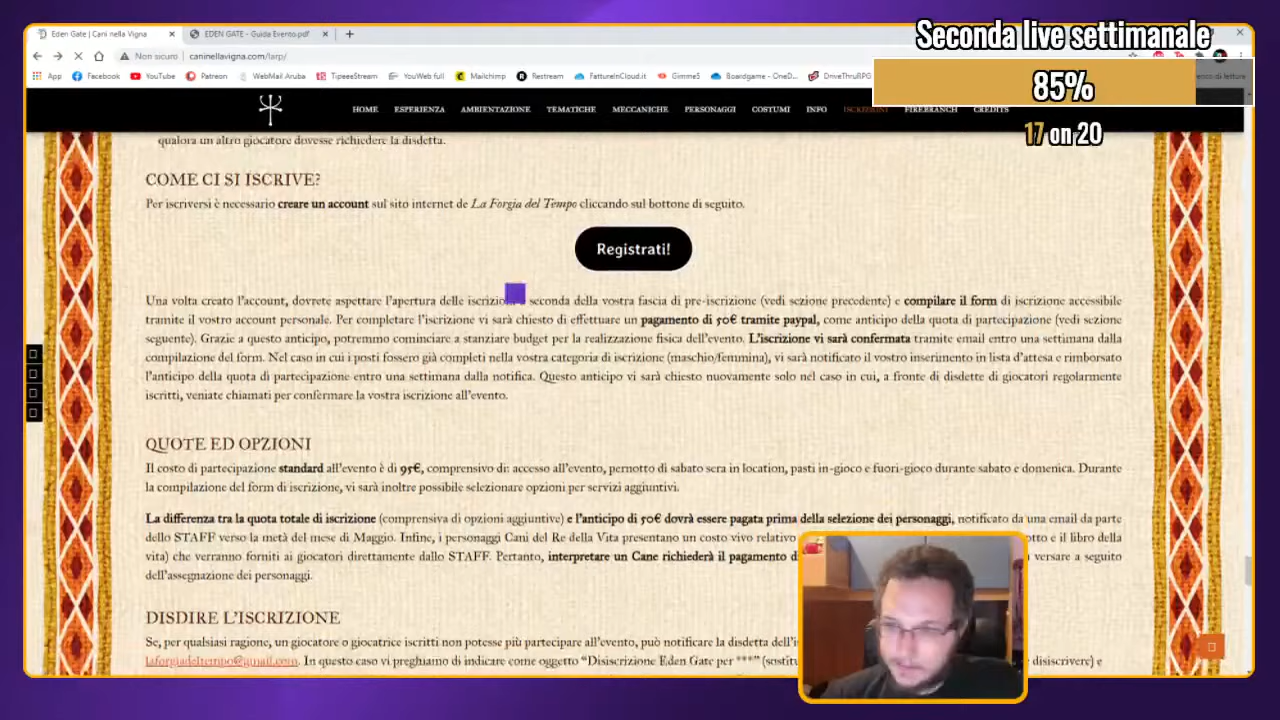 Seconda live settimanale
85%
17 on 20
Eden Gate | Cani nella Vigna
EDEN GATE - Guida Evento.pdf
Non sicuro
caninellavigna.com/larp/
App Facebook YouTube Patreon WebMail Aruba TipeeeStream YouWeb full Mailchimp Restream FattureInCloud.it GimmeS Boardgame - OneD... DriveThruRPG
HOME ESPERIENZA AMBIENTAZIONE TEMATICHE MECCANICHE PERSONAGGI COSTUMI INFO ISCRIZIONI FIREBRANCH CREDITS
qualora un altro giocatore dovesse richiedere la disdetta.
COME CI SI ISCRIVE?
Per iscriversi è necessario creare un account sul sito internet de La Forgia del Tempo cliccando sul bottone di seguito.
Registrati!
Una volta creato l'account, dovrete aspettare l'apertura delle iscrizion seconda della vostra fascia di pre-iscrizione (vedi sezione precedente) e compilare il form di iscrizione accessibile
tramite il vostro account personale. Per completare l'iscrizione vi sarà chiesto di effettuare un pagamento di 50€ tramite paypal, come anticipo della quota di partecipazione (vedi sezione
seguente). Grazie a questo anticipo, potremmo cominciare a stanziare budget per la realizzazione fisica dell'evento. L'iscrizione vi sarà confermata tramite email entro una settimana dalla
compilazione del form. Nel caso in cui i posti fossero già completi nella vostra categoria di iscrizione (maschio/femmina), vi sarà notificato il vostro inserimento in lista d'attesa e rimborsato
l'anticipo della quota di partecipazione entro una settimana dalla notifica. Questo anticipo vi sarà chiesto nuovamente solo nel caso in cui, a fronte di disdette di giocatori regolarmente
iscritti, veniate chiamati per confermare la vostra iscrizione all'evento.
QUOTE ED OPZIONI
Il costo di partecipazione standard all'evento è di 95€, comprensivo di: accesso all'evento, pernotto di sabato sera in location, pasti in-gioco e fuori-gioco durante sabato e domenica. Durante
la compilazione del form di iscrizione, vi sarà inoltre possibile selezionare opzioni per servizi aggiuntivi.
La differenza tra la quota totale di iscrizione (comprensiva di opzioni aggiuntive) e l'anticipo di 50€ dovrà essere pagata prima della selezione dei personaggi, notificato da una email da parte
dello STAFF verso la metà del mese di Maggio. Infine, i personaggi Cani del Re della Vita presentano un costo vivo relativo otto e il libro della
vita) che verranno forniti ai giocatori direttamente dallo STAFF. Pertanto, interpretare un Cane richiederà il pagamento d versare a seguito
dell'assegnazione dei personaggi.
DISDIRE L'ISCRIZIONE
Se, per qualsiasi ragione, un giocatore o giocatrice iscritti non potesse più partecipare all'evento, può notificare la disdetta dell'i
laforgiadeltempo@gmail.com. In questo caso vi preghiamo di indicare come oggetto “Disiscrizione Eden Gate per ***” (sostitu disiscrivere) e